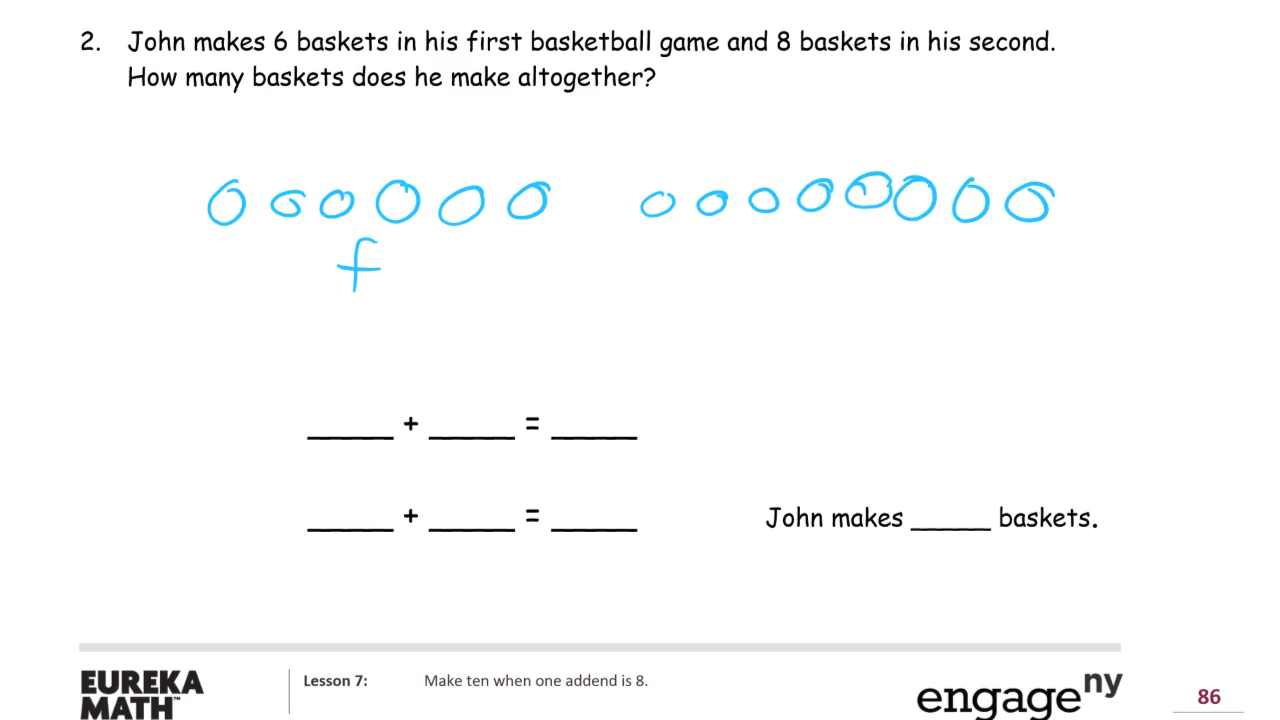 2. John makes 6 baskets in his first basketball game and 8 baskets in his second.
How many baskets does he make altogether?
f
_____ + _____ = _____
_____ + _____ = _____ John makes _____ baskets.
EUREKA
MATH™
Lesson 7: Make ten when one addend is 8.
engage ny
86